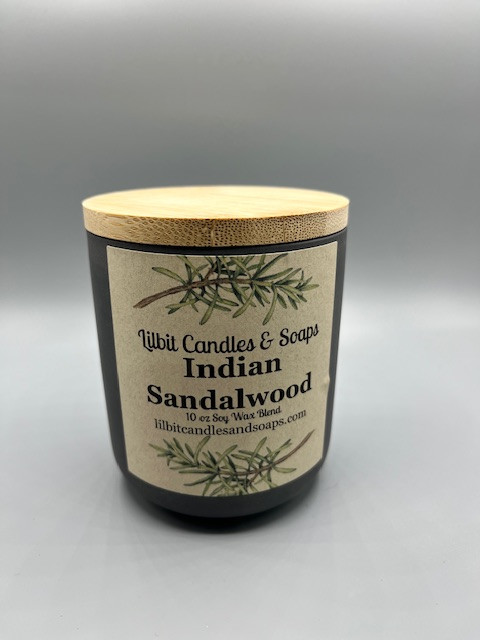 Lilbit Candles & Soaps
Indian
Sandalwood
10 oz Soy Wax Blend
lilbitcandlesandsoaps.com